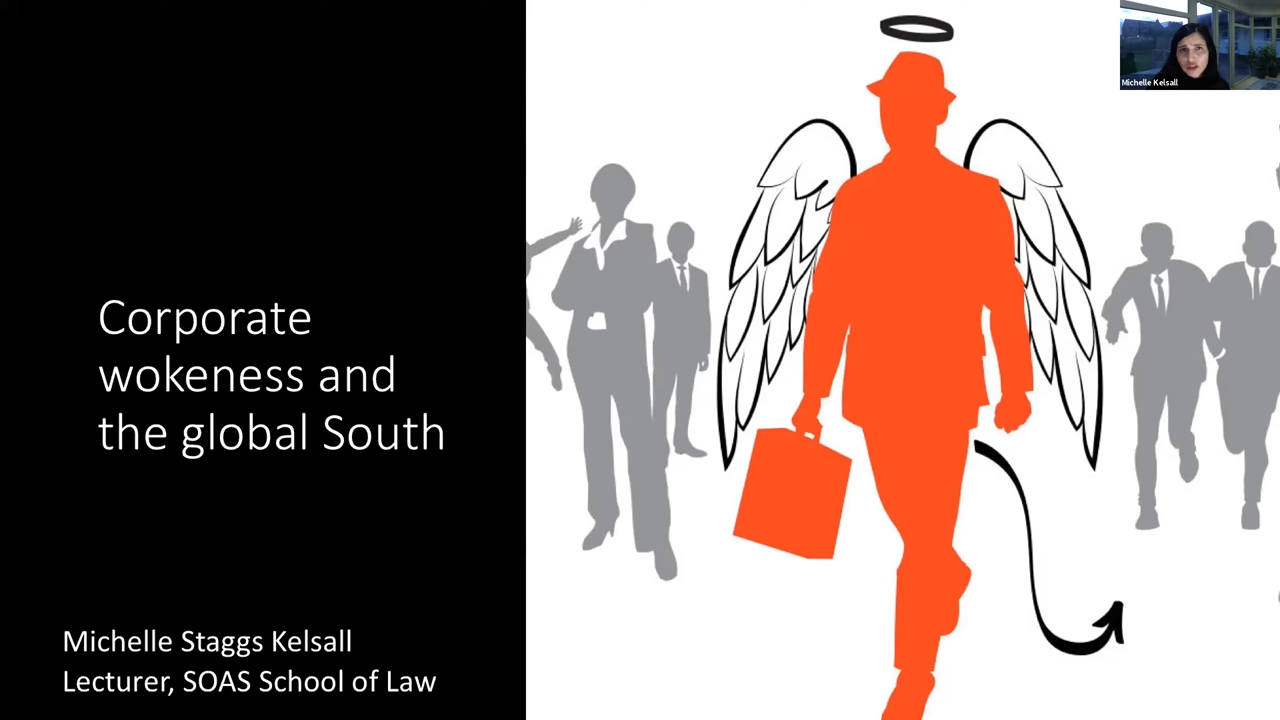 Michelle Kelsall
Corporate
wokeness and
the global South
Michelle Staggs Kelsall
Lecturer, SOAS School of Law